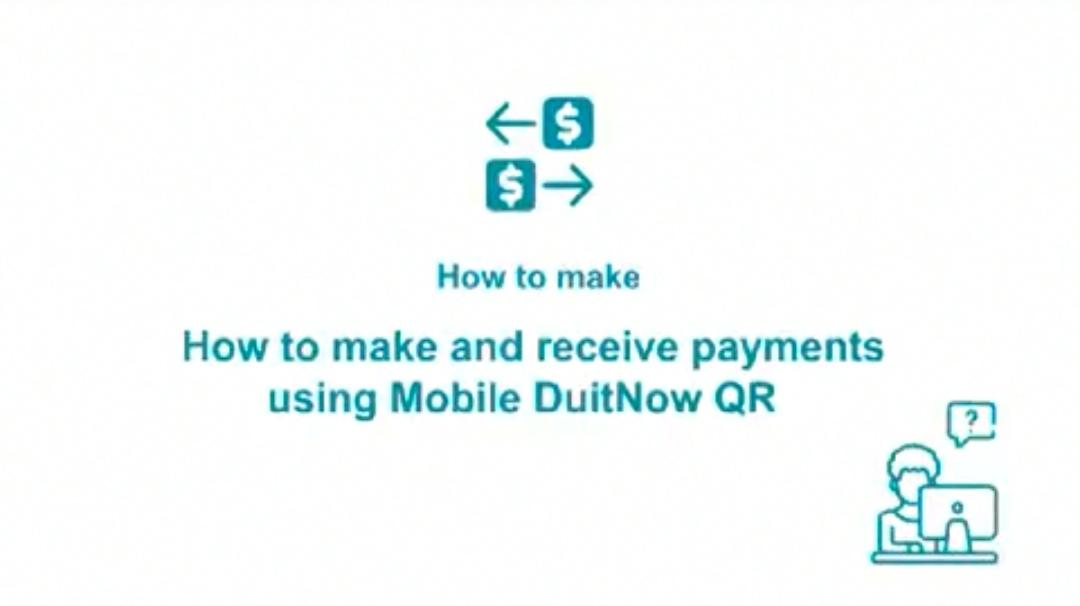 $
$
How to make
How to make and receive payments
using Mobile DuitNow QR
?